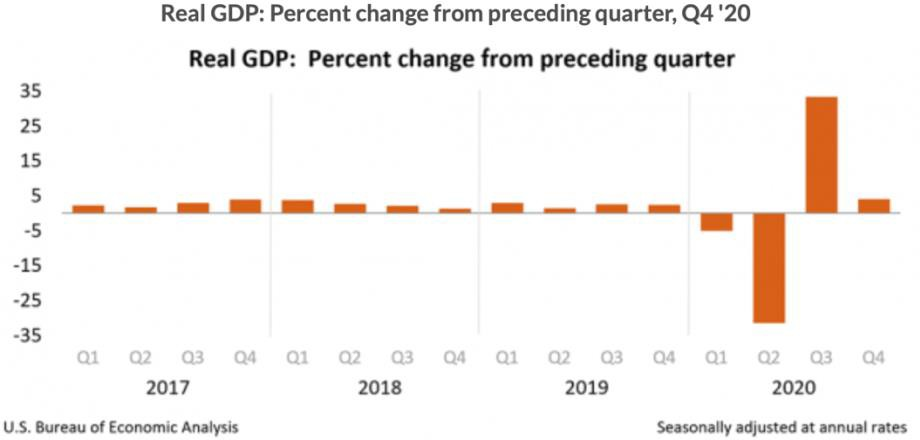 Real GDP: Percent change from preceding quarter, Q4 '20
Real GDP:  Percent change from preceding quarter
35
25
15
5
-5
-15
-25
-35
Q1 Q2 Q3 Q4 Q1 Q2 Q3 Q4 Q1 Q2 Q3 Q4 Q1 Q2 Q3 Q4
2017 2018 2019 2020
U.S. Bureau of Economic Analysis Seasonally adjusted at annual rates